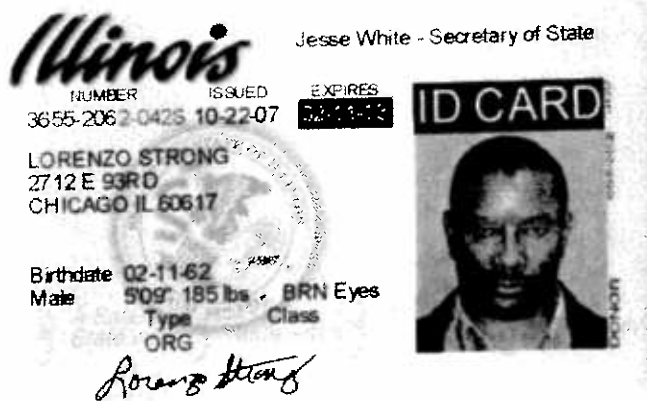 Illinois
Jesse White - Secretary of State
NUMBER ISSUED EXPIRES
3655-2062-042S 10-22-07
ID CARD
LORENZO STRONG
2712 E 93RD
CHICAGO IL 60617
Birthdate 02-11-62
Male 5'09" 185 lbs BRN Eyes
Type Class
ORG
Lorenzo Strong
DONOR